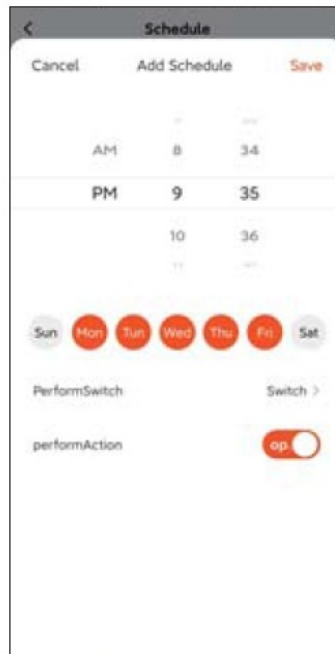 Schedule
Cancel Add Schedule Save
AM 8 34
PM 9 35
10 36
Sun Mon Tun Wed Thu Fri Sat
PerformSwitch Switch >
performAction op